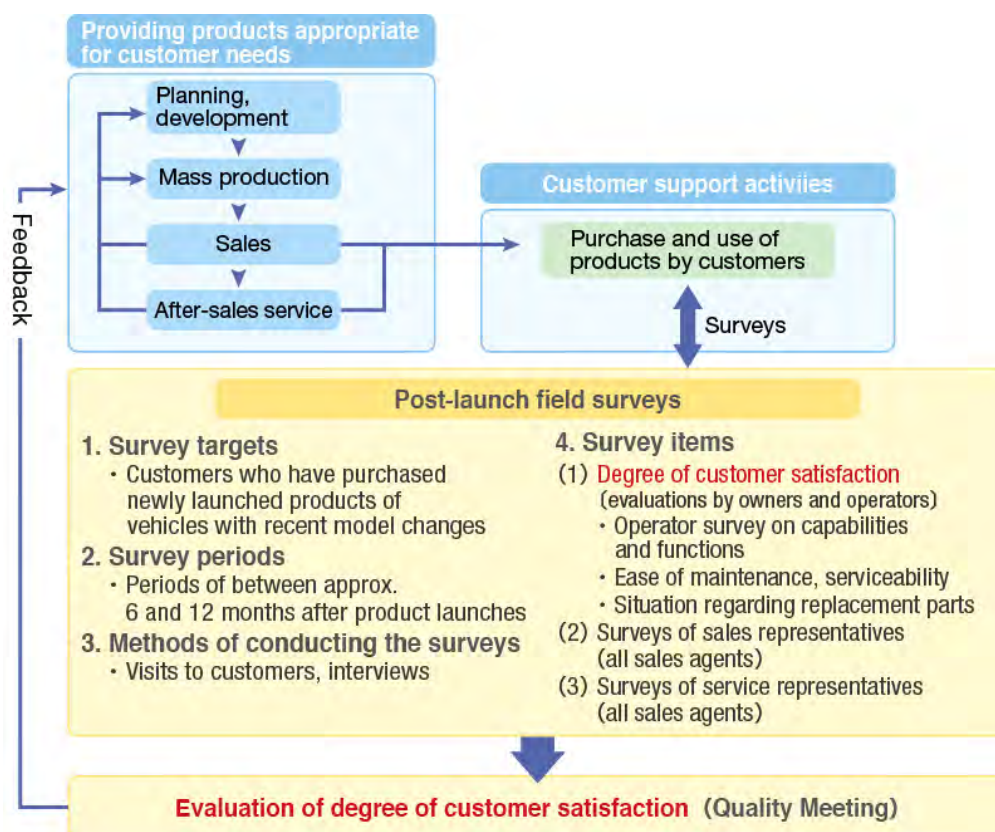 Providing products appropriate
for customer needs
Planning,
development
Mass production
Sales
After-sales service
Feedback
Customer support activiies
Purchase and use of
products by customers
Surveys
Post-launch field surveys
1. Survey targets
・Customers who have purchased
newly launched products of
vehicles with recent model changes
2. Survey periods
・Periods of between approx.
6 and 12 months after product launches
3. Methods of conducting the surveys
・Visits to customers, interviews
4. Survey items
(1) Degree of customer satisfaction
(evaluations by owners and operators)
・Operator survey on capabilities
and functions
・Ease of maintenance, serviceability
・Situation regarding replacement parts
(2) Surveys of sales representatives
(all sales agents)
(3) Surveys of service representatives
(all sales agents)
Evaluation of degree of customer satisfaction (Quality Meeting)